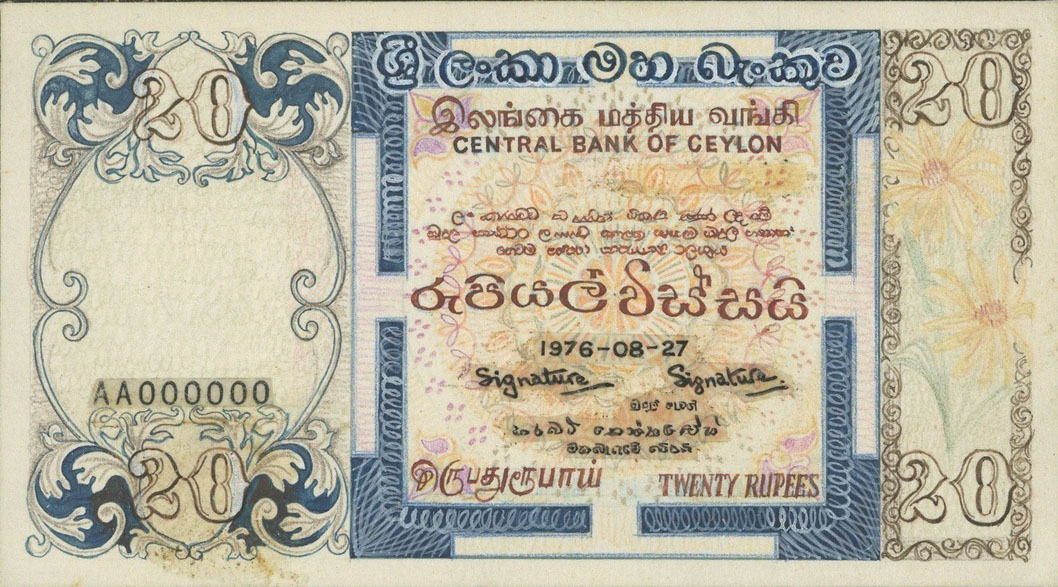 20
20
ශ්‍රී ලංකා මහ බැංකුව
இலங்கை மத்திய வங்கி
CENTRAL BANK OF CEYLON
රුපියල් විස්සයි
1976-08-27
Signature Signature
AA000000
20
இருபதுரூபாய் TWENTY RUPEES
20